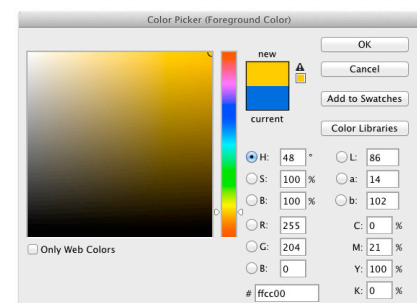 Color Picker (Foreground Color)
new
current
OK
Cancel
Add to Swatches
Color Libraries
H: 48 °
S: 100 %
B: 100 %
R: 255
G: 204
B: 0
# ffcc00
L: 86
a: 14
b: 102
C: 0 %
M: 21 %
Y: 100 %
K: 0 %
Only Web Colors